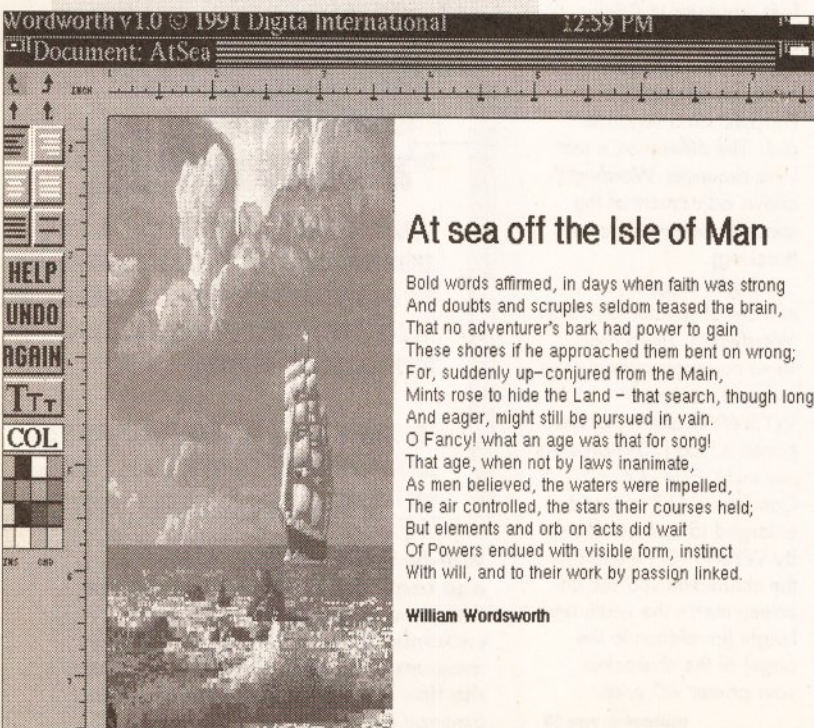 Wordworth v1.0 © 1991 Digita International 12:59 PM
Document: AtSea
INCH
HELP
UNDO
AGAIN
TTT
COL
INS CMD
At sea off the Isle of Man
Bold words affirmed, in days when faith was strong
And doubts and scruples seldom teased the brain,
That no adventurer's bark had power to gain
These shores if he approached them bent on wrong;
For, suddenly up-conjured from the Main,
Mints rose to hide the Land – that search, though long
And eager, might still be pursued in vain.
O Fancy! what an age was that for song!
That age, when not by laws inanimate,
As men believed, the waters were impelled,
The air controlled, the stars their courses held;
But elements and orb on acts did wait
Of Powers endued with visible form, instinct
With will, and to their work by passion linked.
William Wordsworth